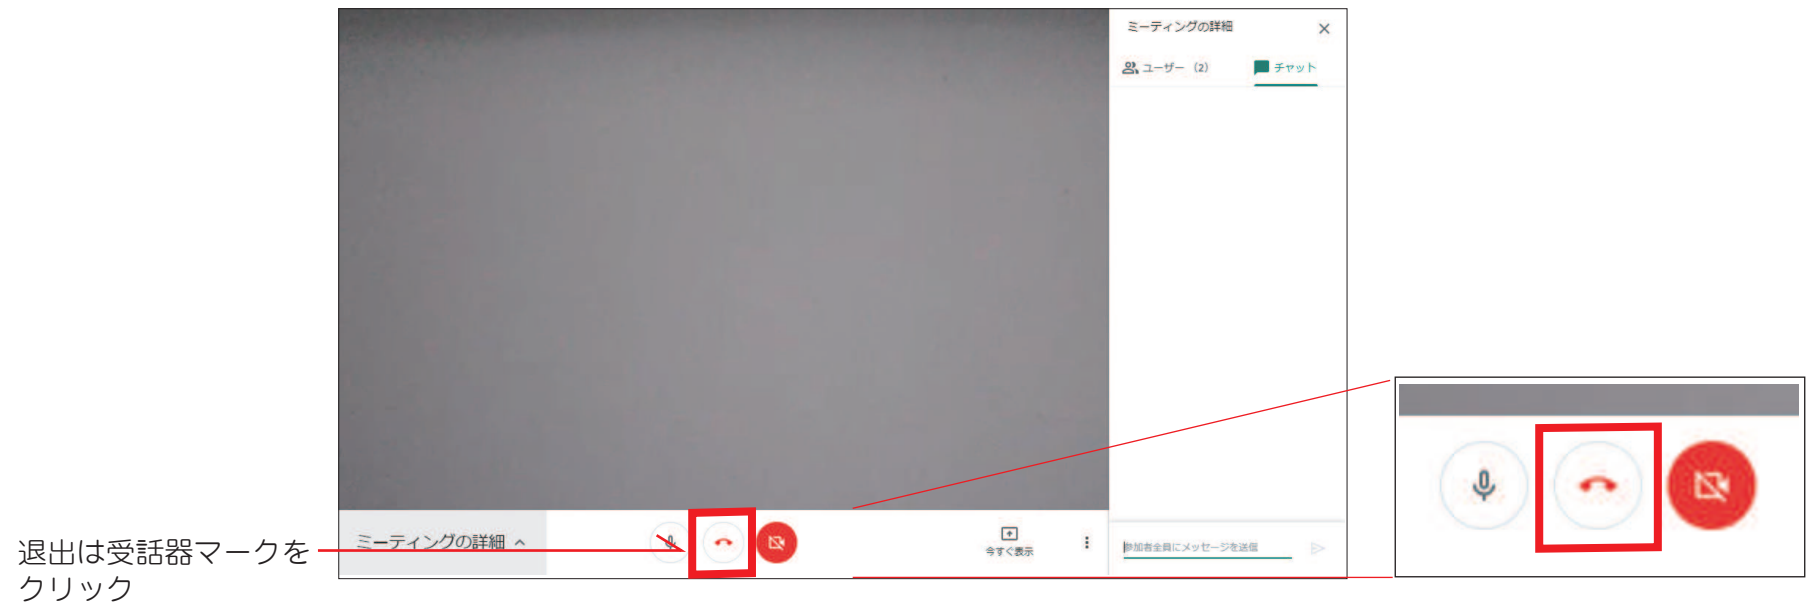 ミーティングの詳細
ユーザー (2)
チャット
ミーティングの詳細
今すぐ表示
参加者全員にメッセージを送信
退出は受話器マークを
クリック